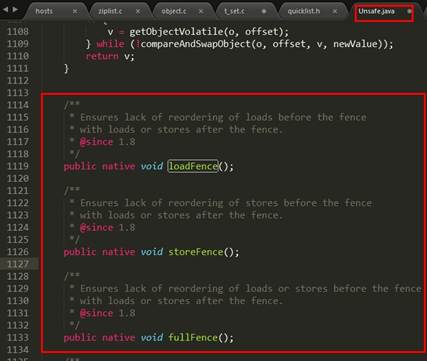 hosts × ziplist.c × object.c × t_set.c quicklist.h × Unsafe.java
1108 v = getObjectVolatile(o, offset);
1109 } while (!compareAndSwapObject(o, offset, v, newValue));
1110 return v;
1111 }
1112
1113
1114 /**
1115 * Ensures lack of reordering of loads before the fence
1116 * with loads or stores after the fence.
1117 * @since 1.8
1118 */
1119 public native void loadFence();
1120
1121 /**
1122 * Ensures lack of reordering of stores before the fence
1123 * with loads or stores after the fence.
1124 * @since 1.8
1125 */
1126 public native void storeFence();
1127
1128 /**
1129 * Ensures lack of reordering of loads or stores before the fence
1130 * with loads or stores after the fence.
1131 * @since 1.8
1132 */
1133 public native void fullFence();
1134